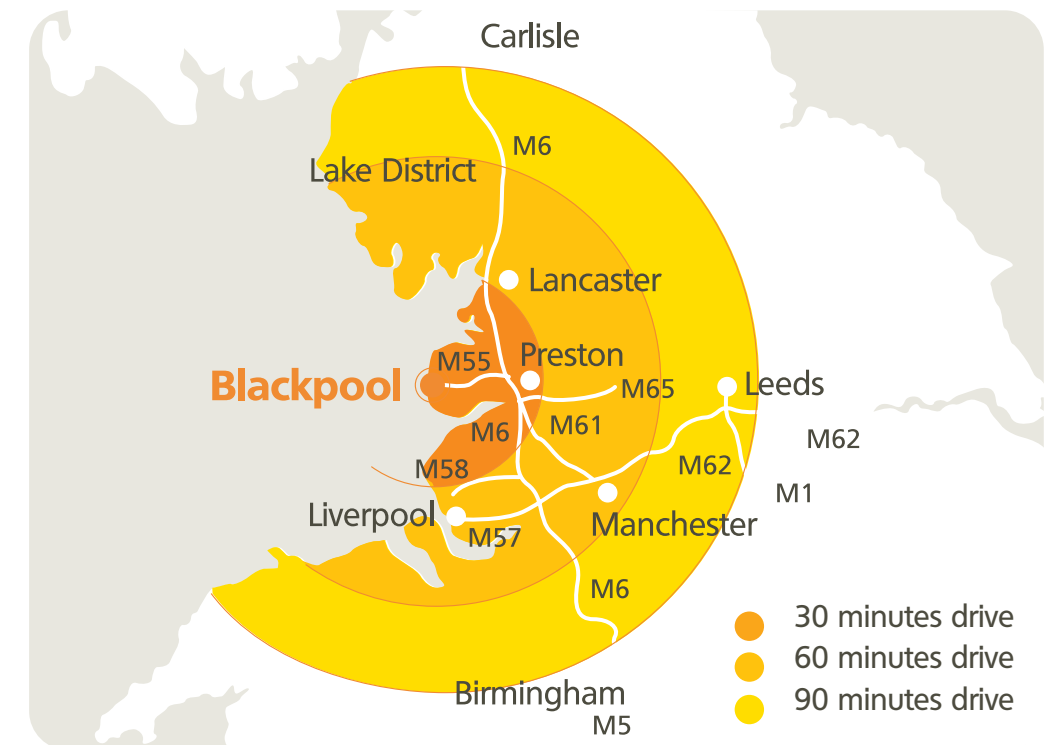 Carlisle
M6
Lake District
Lancaster
Preston
M55
Blackpool
M65
Leeds
M6
M61
M62
M58
M62
M1
Liverpool
Manchester
M57
M6
30 minutes drive
60 minutes drive
90 minutes drive
Birmingham
M5